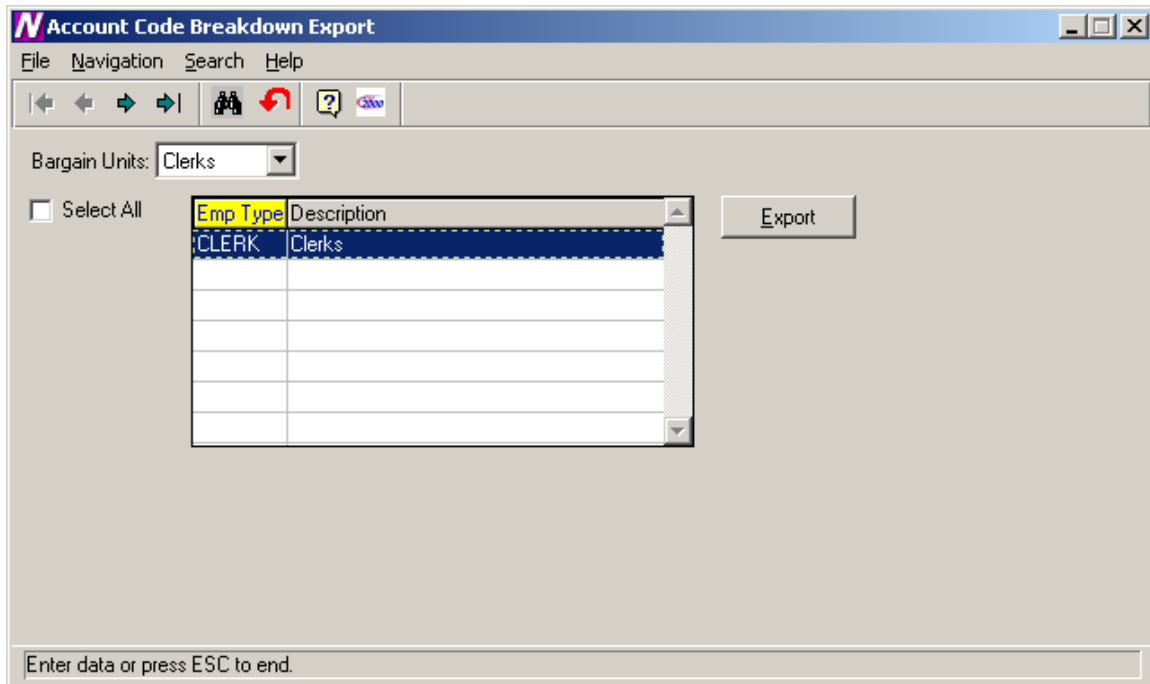 Account Code Breakdown Export
File Navigation Search Help
Bargain Units: Clerks
Select All
Emp Type Description
Export
CLERK Clerks
Enter data or press ESC to end.